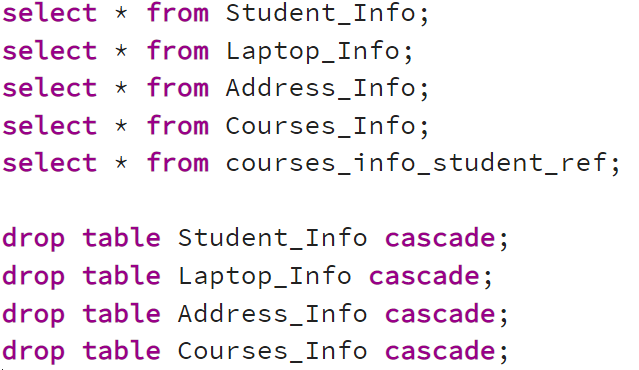 select * from Student_Info;
select * from Laptop_Info;
select * from Address_Info;
select * from Courses_Info;
select * from courses_info_student_ref;

drop table Student_Info cascade;
drop table Laptop_Info cascade;
drop table Address_Info cascade;
drop table Courses_Info cascade;